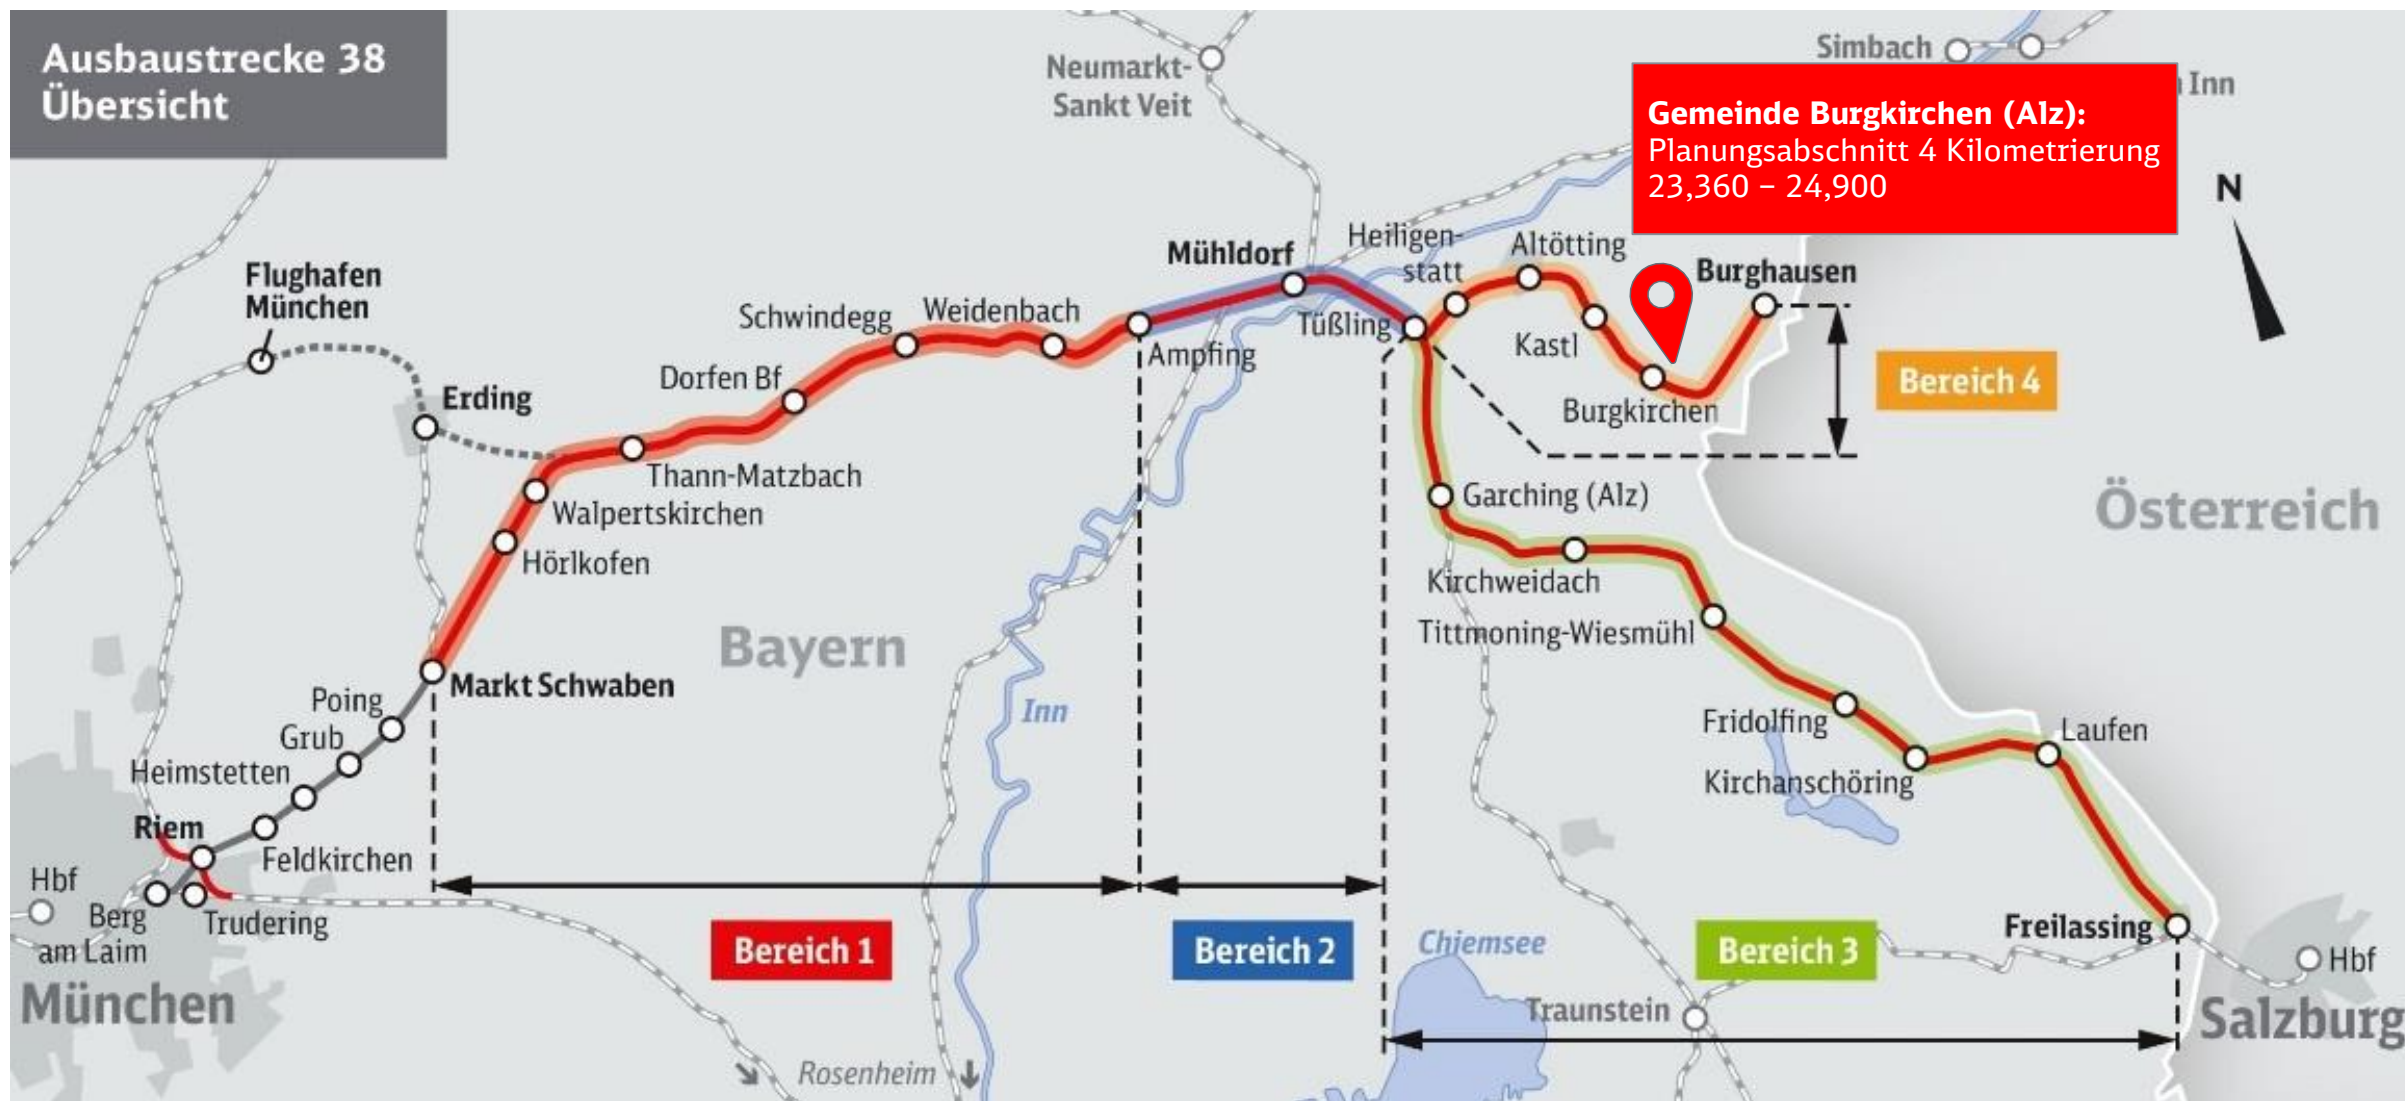 Ausbaustrecke 38
Übersicht
Neumarkt-
Sankt Veit
Simbach
Inn
Gemeinde Burgkirchen (Alz):
Planungsabschnitt 4 Kilometrierung
23,360 – 24,900
N
Flughafen
München
Erding
Schwindegg
Weidenbach
Dorfen Bf
Mühldorf
Ampfing
Tüßling
Heiligen-
statt
Altötting
Kastl
Burghausen
Burgkirchen
Bereich 4
Thann-Matzbach
Walpertskirchen
Hörlkofen
Garching (Alz)
Österreich
Kirchweidach
Tittmoning-Wiesmühl
Bayern
Markt Schwaben
Inn
Poing
Grub
Heimstetten
Fridolfing
Laufen
Kirchanschöring
Riem
Feldkirchen
Hbf
Berg
am Laim
Trudering
München
Bereich 1
Bereich 2
Chiemsee
Bereich 3
Freilassing
Hbf
Salzburg
Traunstein
Rosenheim